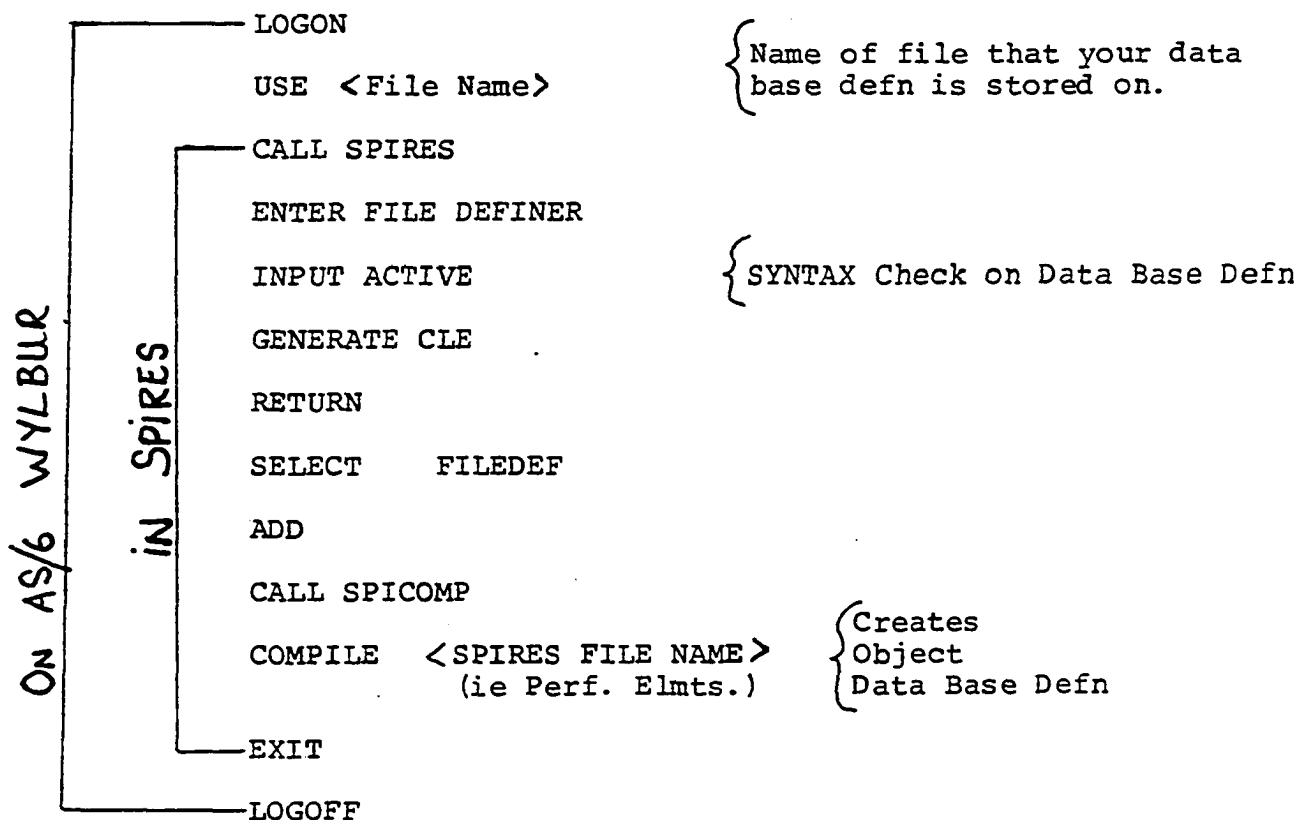 LOGON
USE <File Name>
{Name of file that your data
base defn is stored on.
CALL SPIRES
ENTER FILE DEFINER
INPUT ACTIVE
{SYNTAX Check on Data Base Defn
GENERATE CLE
RETURN
SELECT FILEDEF
ADD
CALL SPICOMP
COMPILE <SPIRES FILE NAME>
(ie Perf. Elmts.)
{Creates
Object
Data Base Defn
EXIT
LOGOFF
ON AS/6 WYLBUR
iN SPiRES